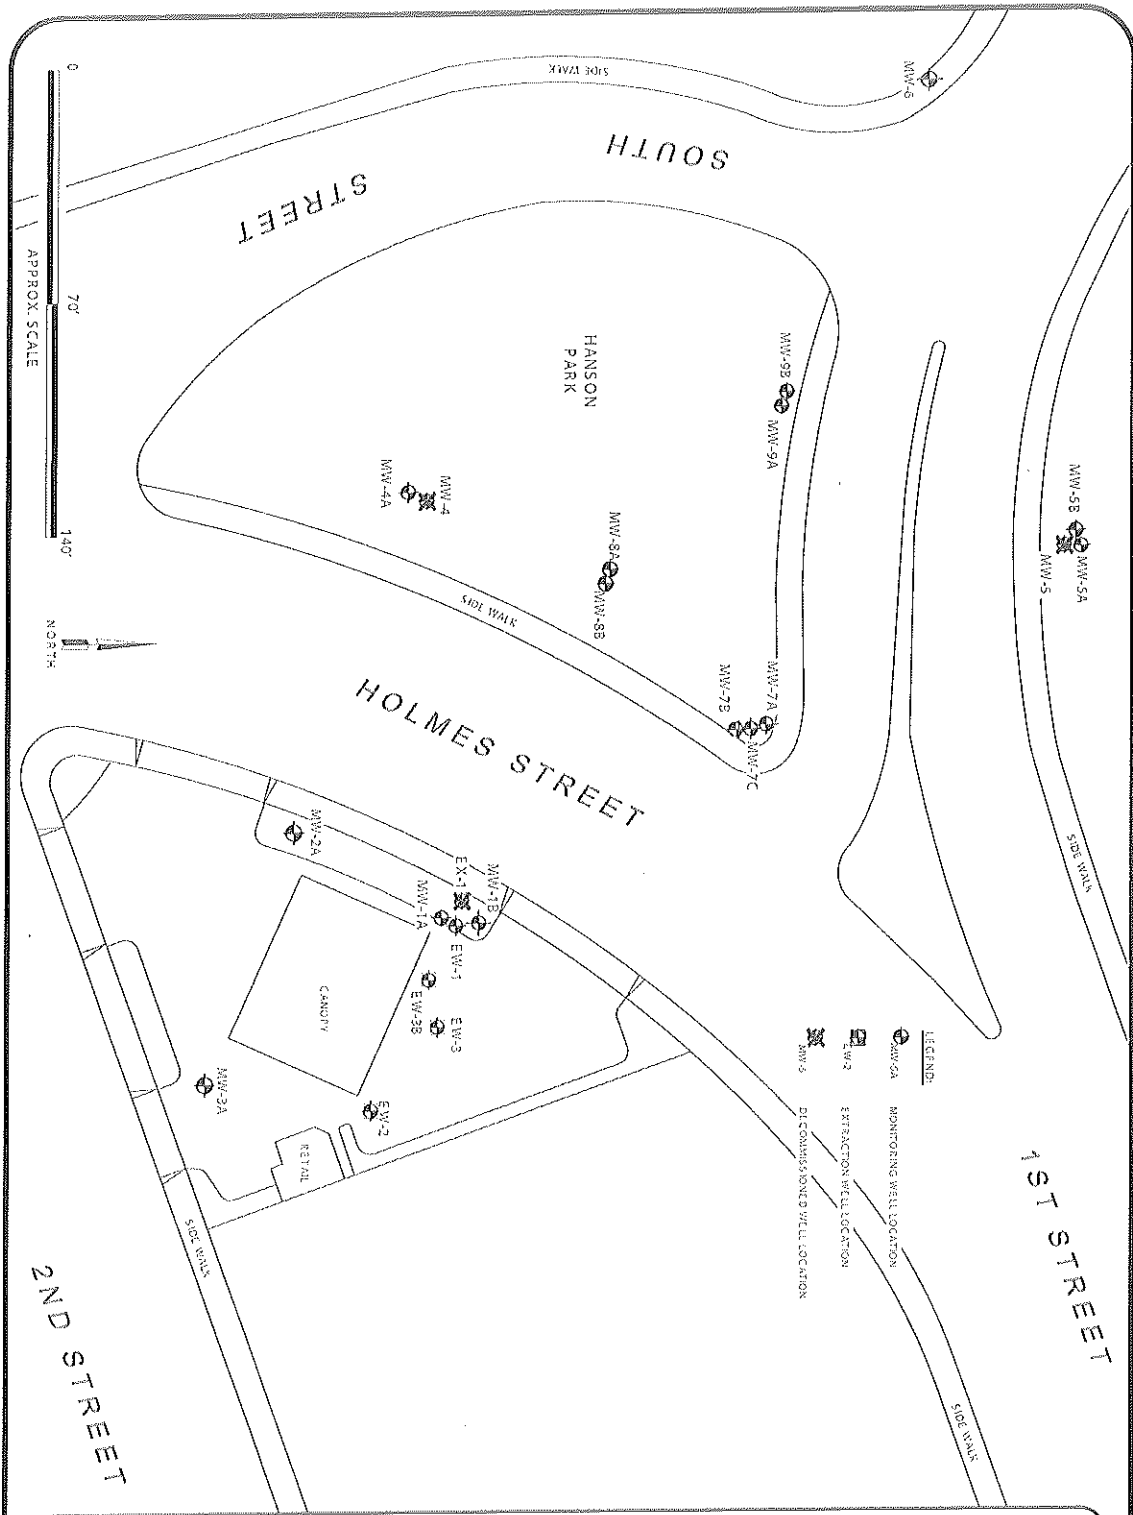 MW-6
SIDE WALK
SOUTH
STREET
0
70'
140'
APPROX. SCALE
NORTH
HANSON
PARK
MW-9B
MW-9A
MW-5B
MW-5A
MW-5
MW-4
MW-4A
MW-8A
MW-8B
SIDE WALK
MW-7A
MW-7B
MW-7C
HOLMES STREET
SIDE WALK
MW-2A
EX-1
MW-1B
MW-1A
EW-1
EW-3B
EW-3
CANOPY
MW-3A
EW-2
RETAIL
SIDE WALK
2ND STREET
LEGEND:
MW-5A MONITORING WELL LOCATION
EW-2 EXTRACTION WELL LOCATION
MW-5 DECOMMISSIONED WELL LOCATION
1ST STREET
SIDE WALK